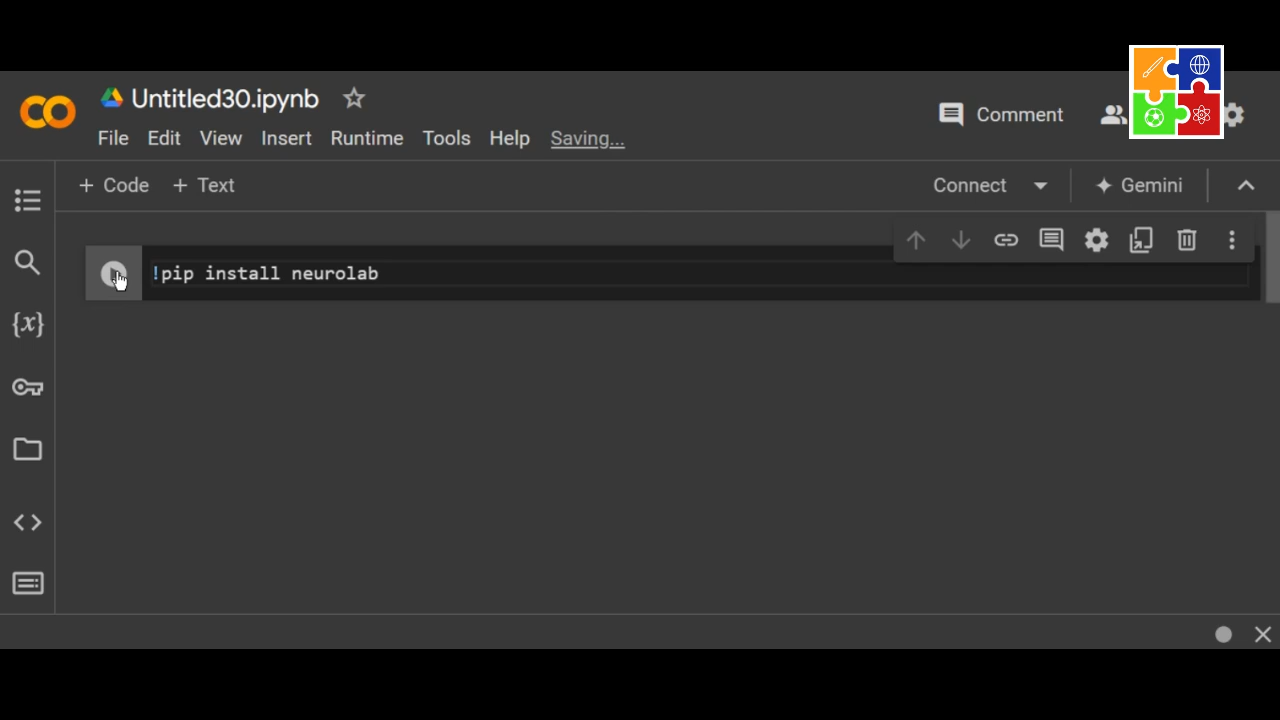 Untitled30.ipynb
File Edit View Insert Runtime Tools Help Saving...
Comment
+ Code + Text
Connect
Gemini
{x}
!pip install neurolab